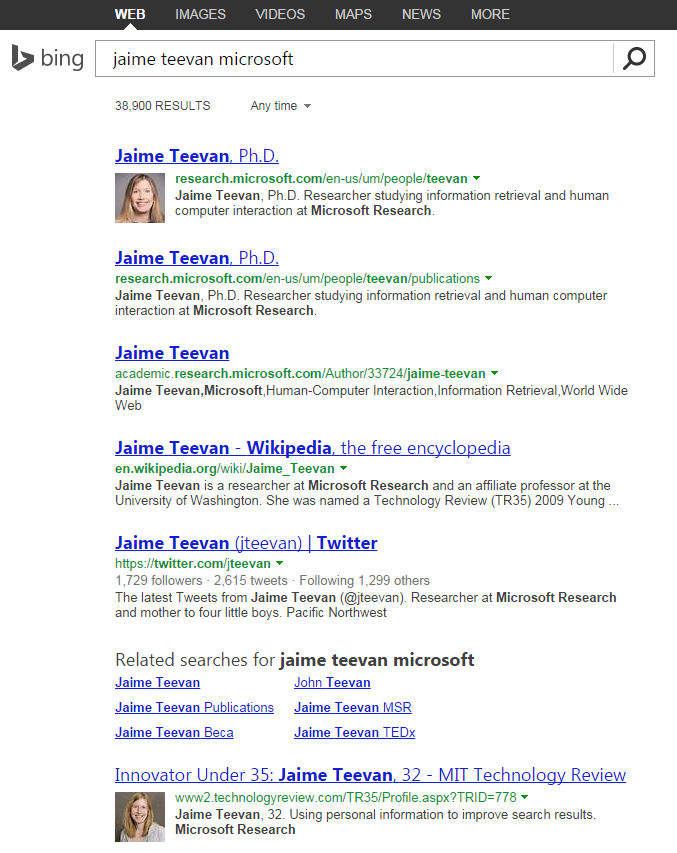 WEB IMAGES VIDEOS MAPS NEWS MORE
bing
jaime teevan microsoft
38,900 RESULTS Any time
Jaime Teevan, Ph.D.
research.microsoft.com/en-us/um/people/teevan
Jaime Teevan, Ph.D. Researcher studying information retrieval and human
computer interaction at Microsoft Research.
Jaime Teevan, Ph.D.
research.microsoft.com/en-us/um/people/teevan/publications
Jaime Teevan, Ph.D. Researcher studying information retrieval and human computer
interaction at Microsoft Research.
Jaime Teevan
academic.research.microsoft.com/Author/33724/jaime-teevan
Jaime Teevan,Microsoft,Human-Computer Interaction,Information Retrieval,World Wide
Web
Jaime Teevan - Wikipedia, the free encyclopedia
en.wikipedia.org/wiki/Jaime_Teevan
Jaime Teevan is a researcher at Microsoft Research and an affiliate professor at the
University of Washington. She was named a Technology Review (TR35) 2009 Young ...
Jaime Teevan (jteevan) | Twitter
https://twitter.com/jteevan
1,729 followers · 2,615 tweets · Following 1,299 others
The latest Tweets from Jaime Teevan (@jteevan). Researcher at Microsoft Research
and mother to four little boys. Pacific Northwest
Related searches for jaime teevan microsoft
Jaime Teevan John Teevan
Jaime Teevan Publications Jaime Teevan MSR
Jaime Teevan Beca Jaime Teevan TEDx
Innovator Under 35: Jaime Teevan, 32 - MIT Technology Review
www2.technologyreview.com/TR35/Profile.aspx?TRID=778
Jaime Teevan, 32. Using personal information to improve search results.
Microsoft Research